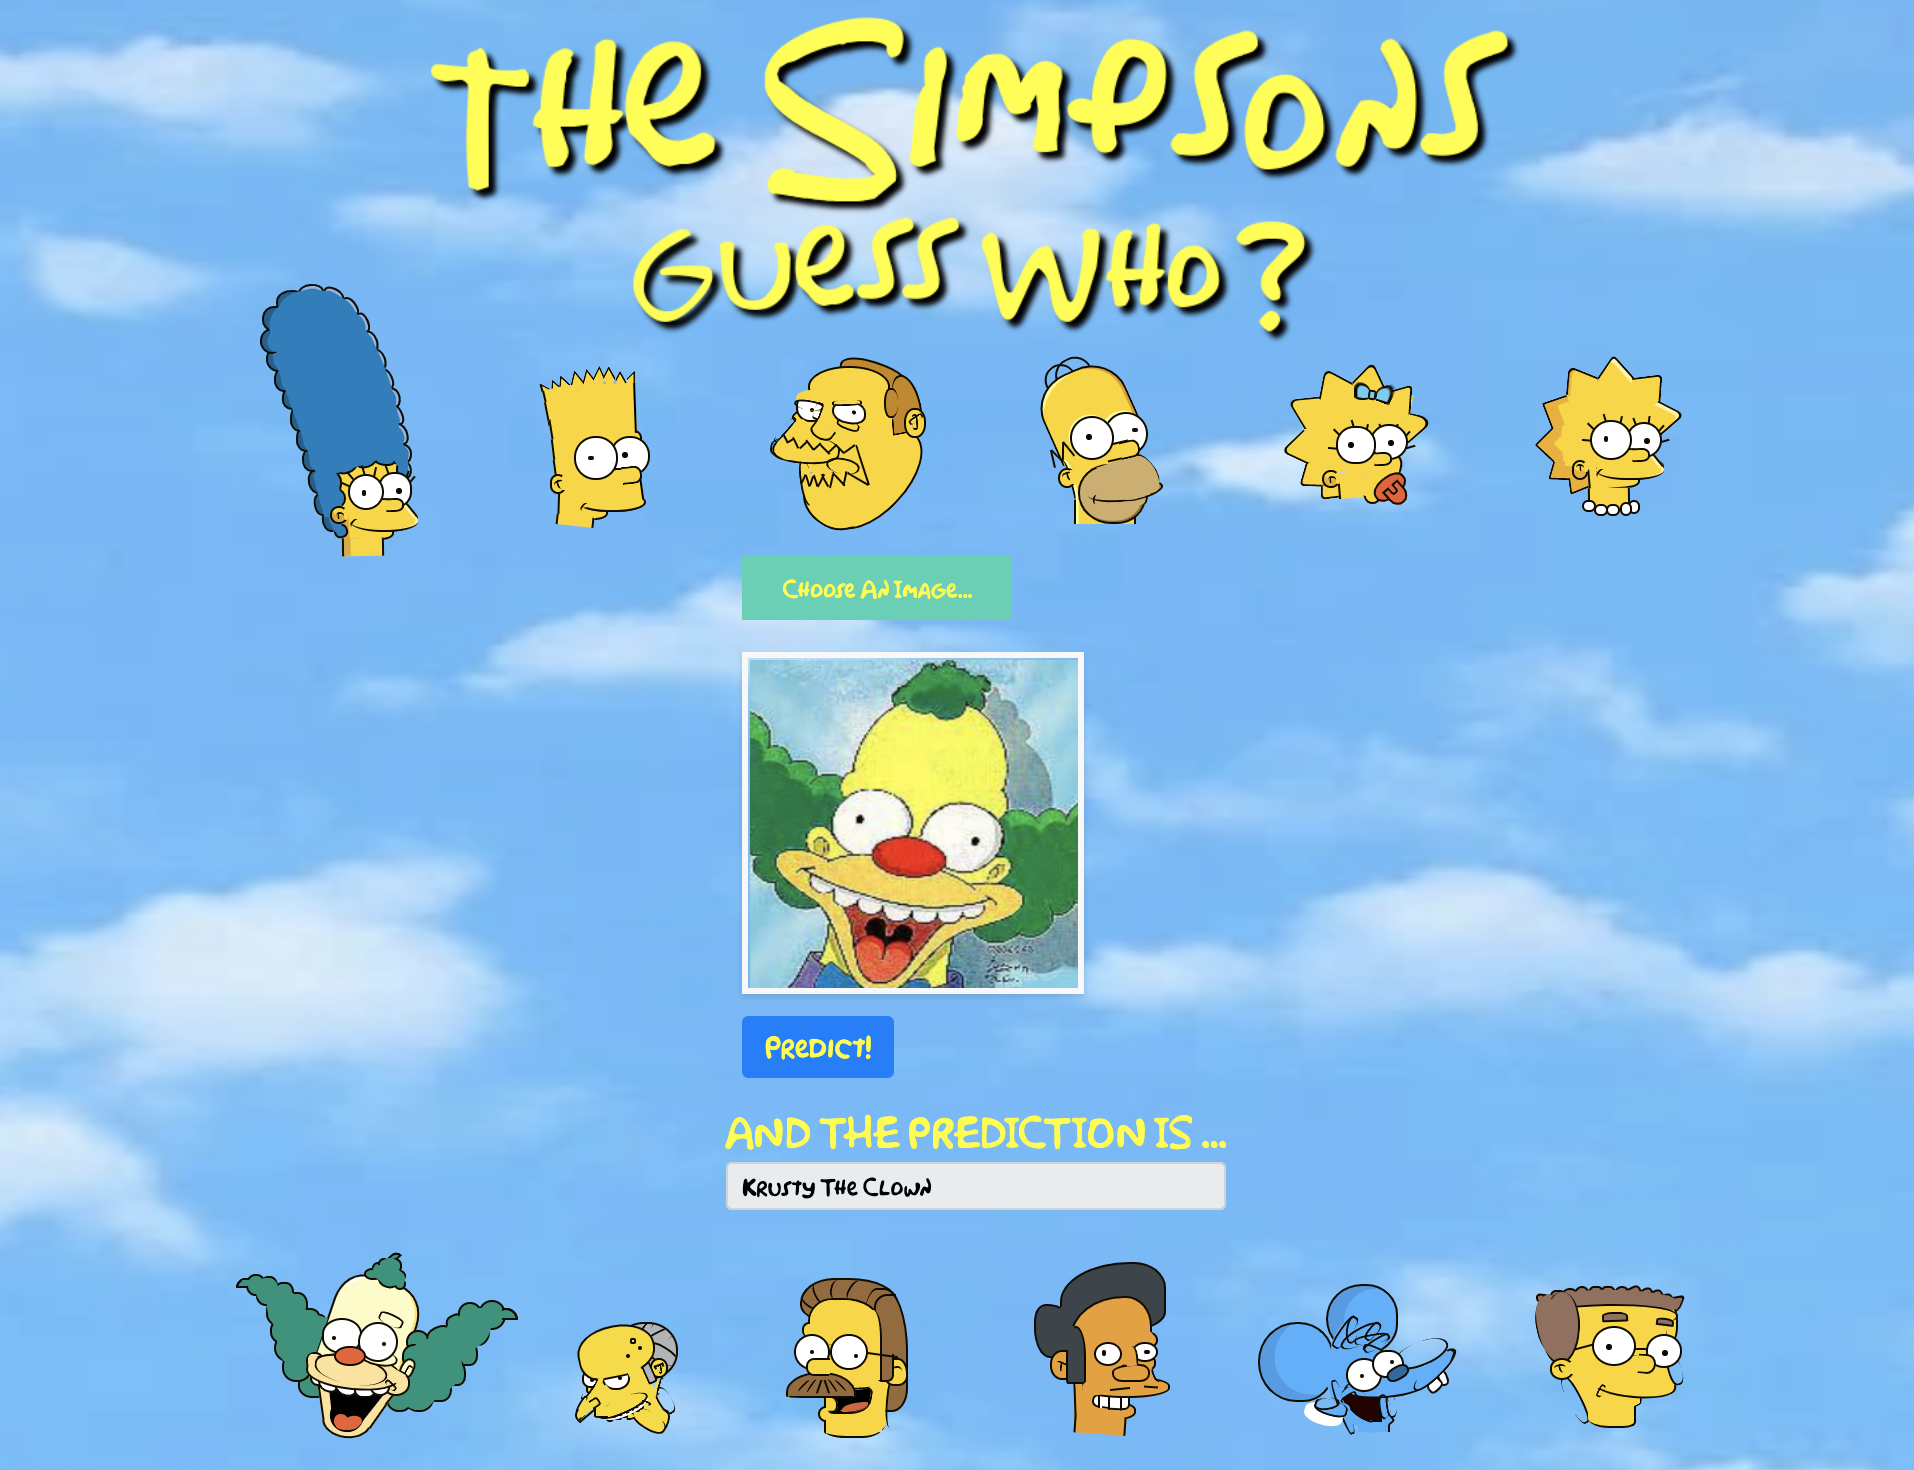 The Simpsons
Guess Who?
Choose An Image...
Predict!
AND THE PREDICTION IS ...
Krusty The Clown